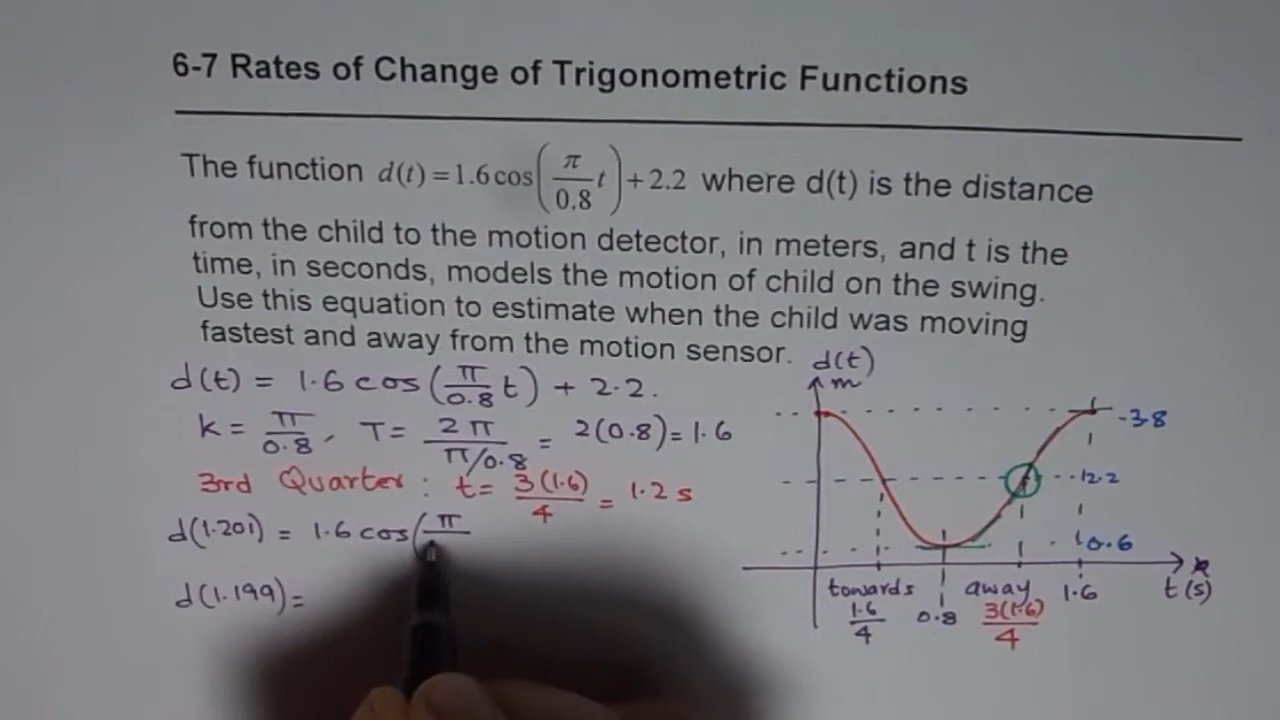 6-7 Rates of Change of Trigonometric Functions
The function d(t)=1.6cos(π/0.8 t)+2.2 where d(t) is the distance
from the child to the motion detector, in meters, and t is the
time, in seconds, models the motion of child on the swing.
Use this equation to estimate when the child was moving
fastest and away from the motion sensor.
d(t) = 1.6 cos(π/0.8 t) + 2.2.
k = π/0.8, T = 2π/π/0.8 = 2(0.8) = 1.6
3rd Quarter : t = 3(1.6)/4 = 1.2 s
d(1.201) = 1.6 cos(π
d(1.199) =
d(t)
m
3.8
2.2
0.6
towards away 1.6 t(s)
1.6/4 0.8 3(1.6)/4